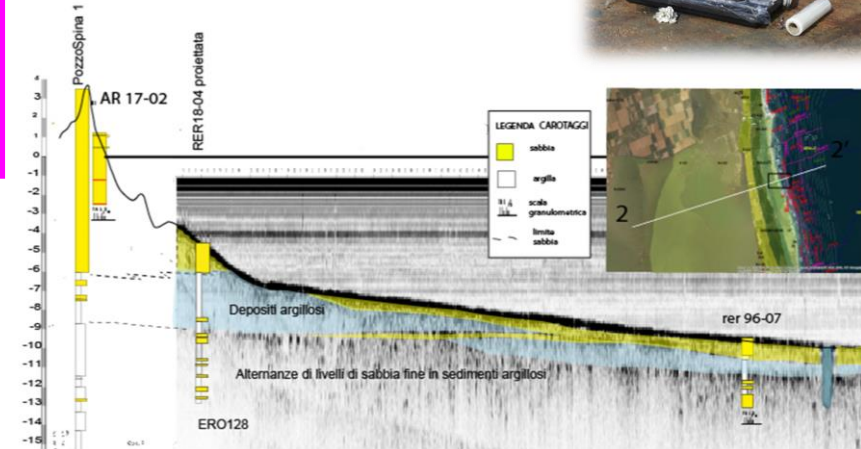 PozzoSpina 1
AR 17-02
RER18-04 proiettata
4
3
2
1
0
-1
-2
-3
-4
-5
-6
-7
-8
-9
-10
-11
-12
-13
-14
-15
LEGENDA CAROTAGGI
sabbia
argilla
scala
granulometrica
limite
sabbia
2
2'
Depositi argillosi
rer 96-07
Alternanze di livelli di sabbia fine in sedimenti argillosi
ERO128